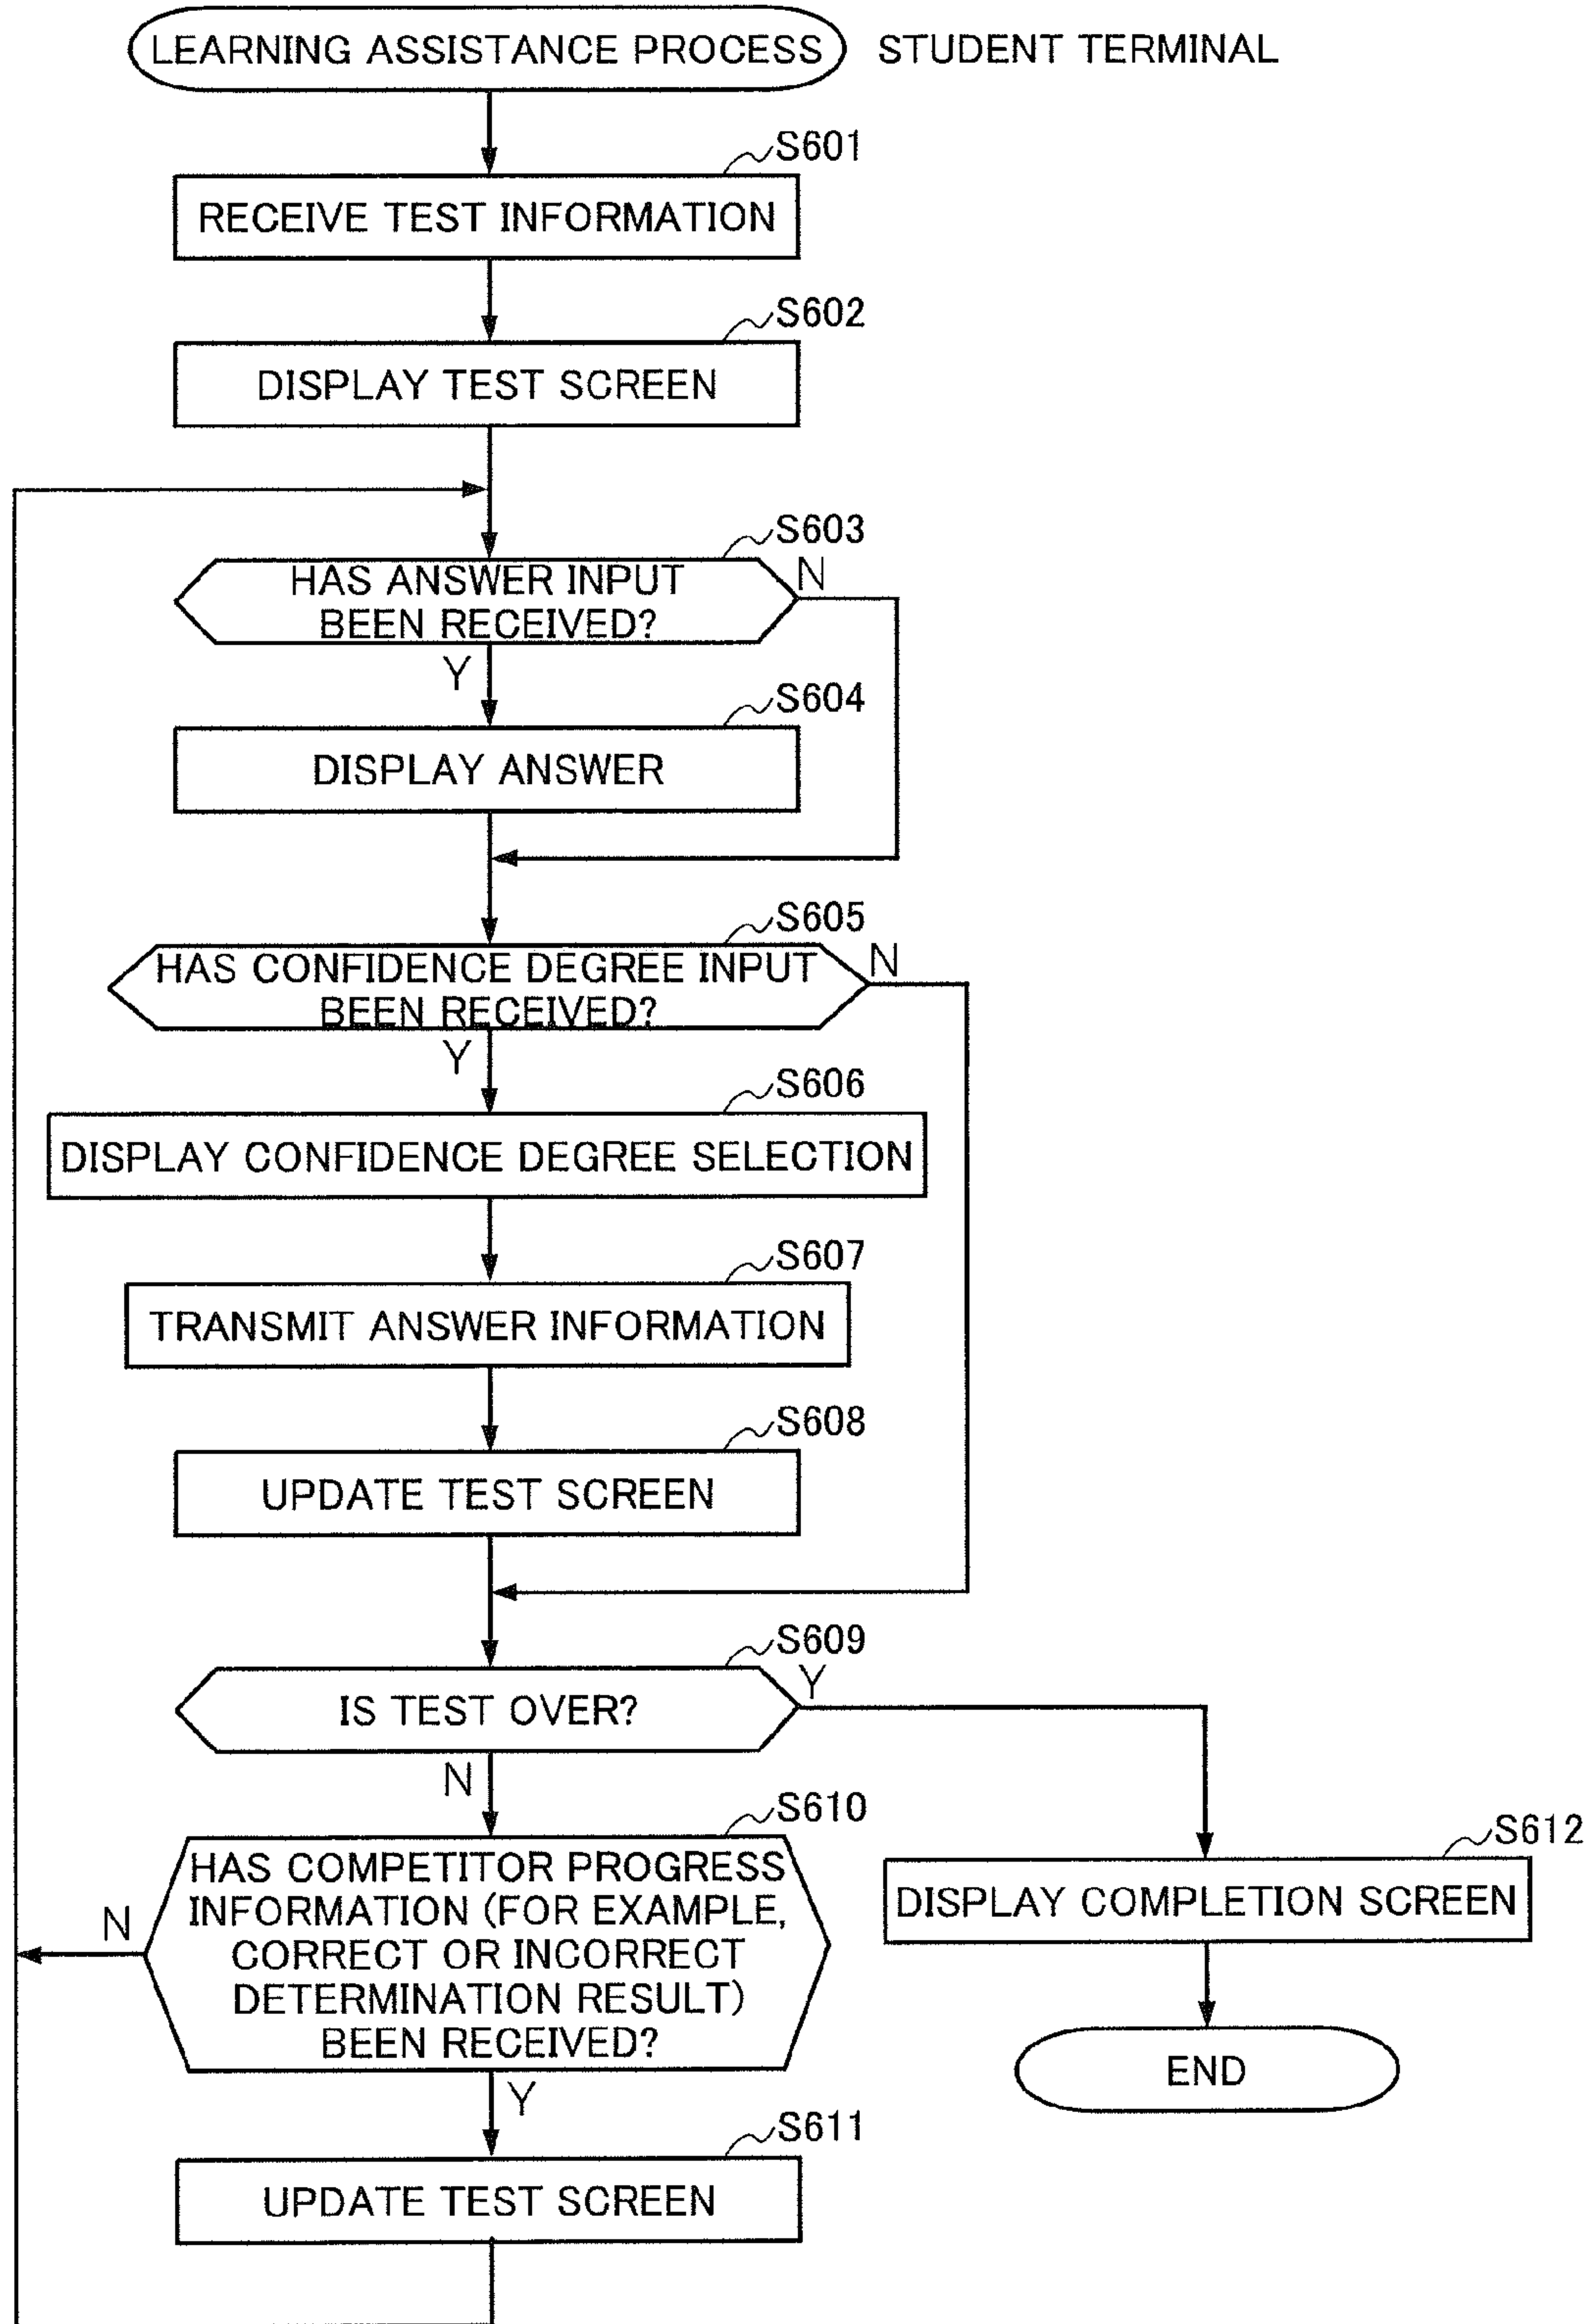 LEARNING ASSISTANCE PROCESS STUDENT TERMINAL
S601
RECEIVE TEST INFORMATION
S602
DISPLAY TEST SCREEN
S603
HAS ANSWER INPUT
BEEN RECEIVED?
N
Y
S604
DISPLAY ANSWER
S605
HAS CONFIDENCE DEGREE INPUT
BEEN RECEIVED?
N
Y
S606
DISPLAY CONFIDENCE DEGREE SELECTION
S607
TRANSMIT ANSWER INFORMATION
S608
UPDATE TEST SCREEN
S609
IS TEST OVER?
Y
N
S610
HAS COMPETITOR PROGRESS
INFORMATION (FOR EXAMPLE,
CORRECT OR INCORRECT
DETERMINATION RESULT)
BEEN RECEIVED?
N
Y
S611
UPDATE TEST SCREEN
S612
DISPLAY COMPLETION SCREEN
END